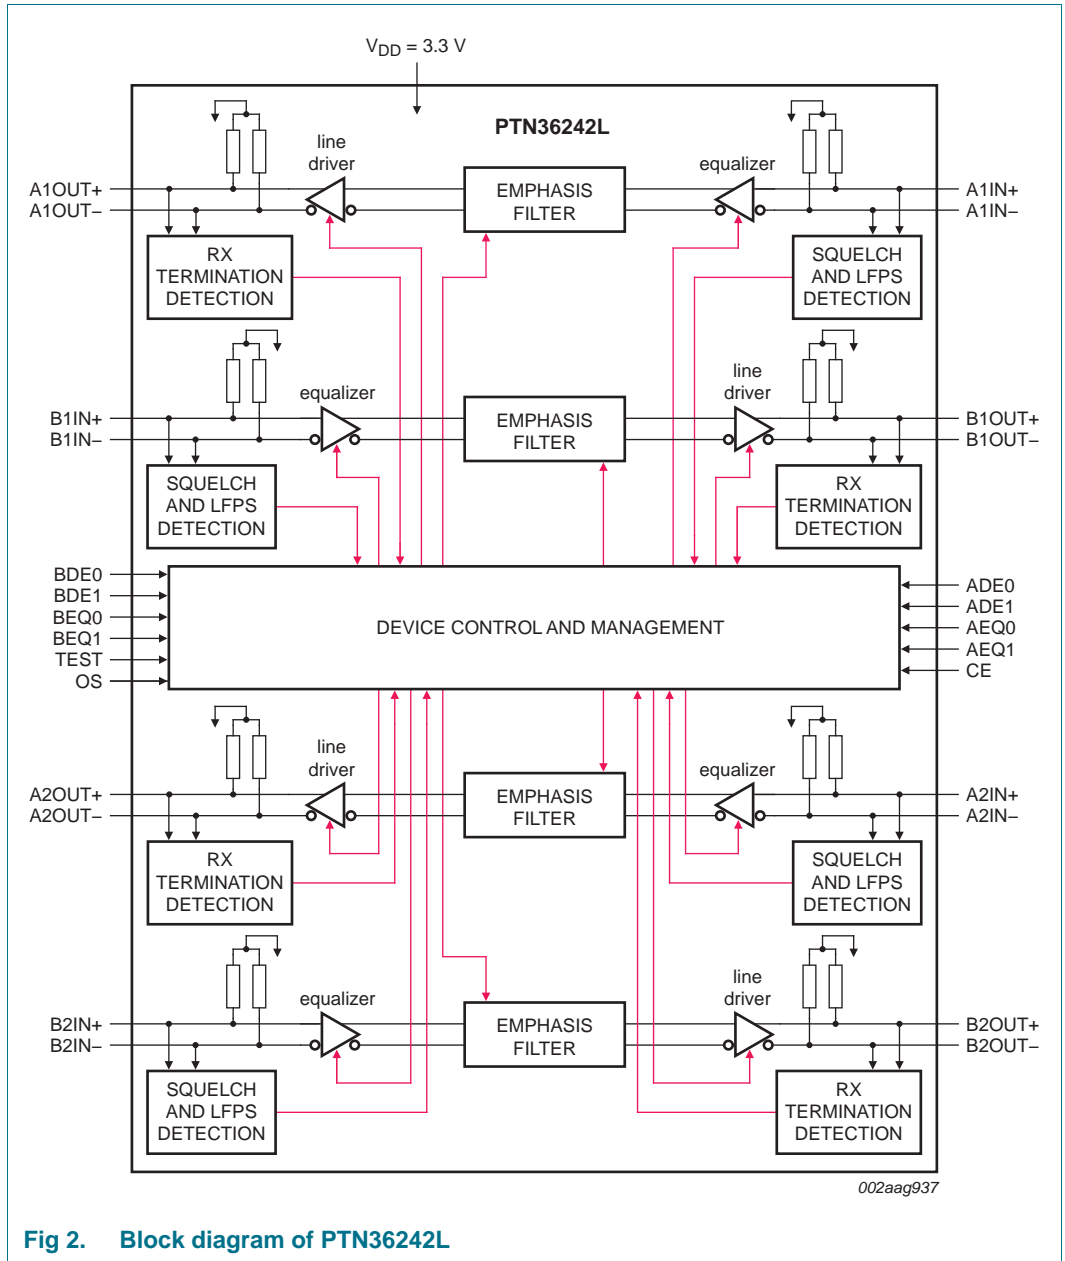 VDD = 3.3 V
PTN36242L
line
driver
equalizer
A1OUT+
A1OUT−
EMPHASIS
FILTER
A1IN+
A1IN−
RX
TERMINATION
DETECTION
SQUELCH
AND LFPS
DETECTION
equalizer
line
driver
B1IN+
B1IN−
EMPHASIS
FILTER
B1OUT+
B1OUT−
SQUELCH
AND LFPS
DETECTION
RX
TERMINATION
DETECTION
BDE0
BDE1
BEQ0
BEQ1
TEST
OS
DEVICE CONTROL AND MANAGEMENT
ADE0
ADE1
AEQ0
AEQ1
CE
line
driver
equalizer
A2OUT+
A2OUT−
EMPHASIS
FILTER
A2IN+
A2IN−
RX
TERMINATION
DETECTION
SQUELCH
AND LFPS
DETECTION
equalizer
line
driver
B2IN+
B2IN−
EMPHASIS
FILTER
B2OUT+
B2OUT−
SQUELCH
AND LFPS
DETECTION
RX
TERMINATION
DETECTION
002aag937
Fig 2. Block diagram of PTN36242L